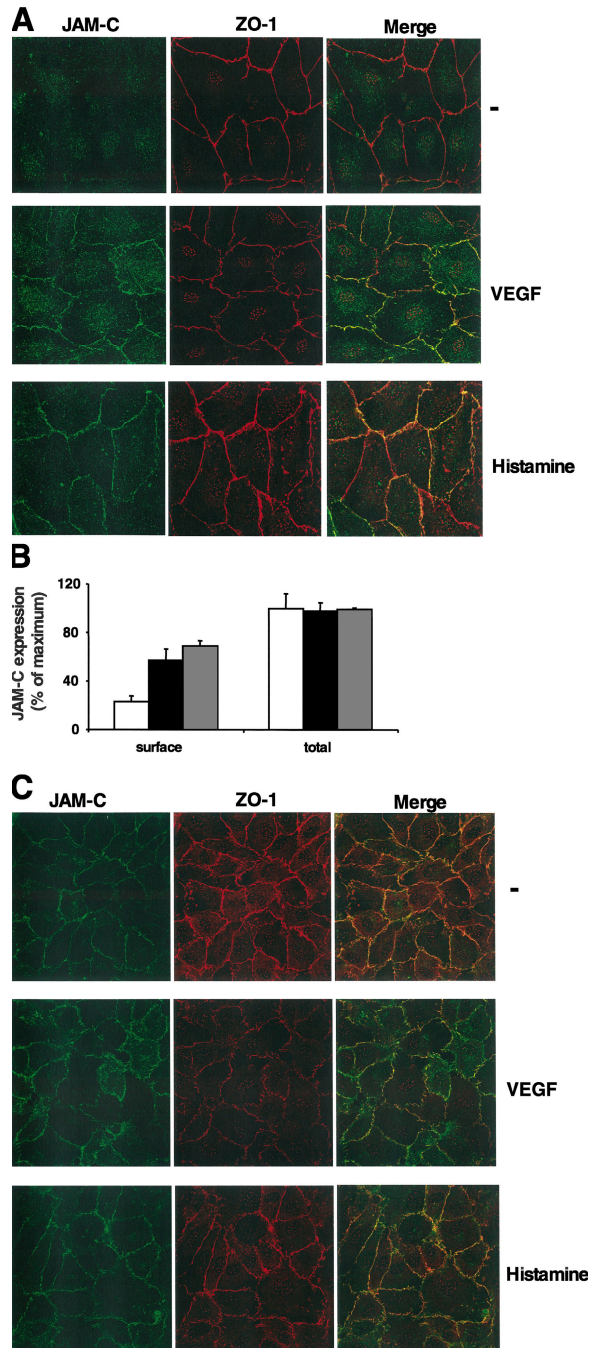 A
JAM-C ZO-1 Merge
-
VEGF
Histamine
B
JAM-C expression
(% of maximum)
120
80
40
0
surface total
C
JAM-C ZO-1 Merge
-
VEGF
Histamine